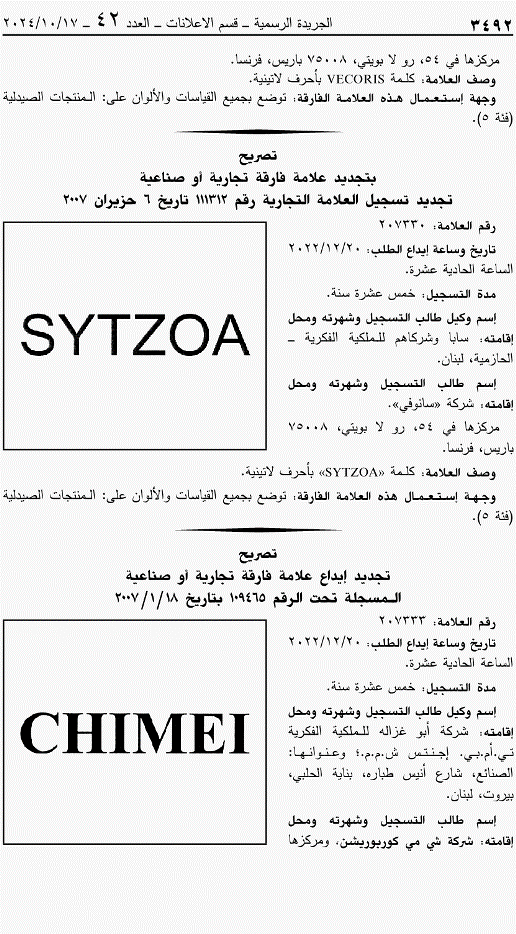 ٣٤٩٢ الجريدة الرسمية ــ قسم الاعلانات ــ العدد ٤٢ ــ ٢٠٢٤/١٠/١٧
مركزها في ٥٤، رو لا بويتي، ٧٥٠٠٨ باريس، فرنسا.
وصف العلامة: كلمة VECORIS بأحرف لاتينية.
وجهة إستعمال هذه العلامة الفارقة: توضع بجميع القياسات والألوان على: المنتجات الصيدلية
(فئة ٥).
تصريح
بتجديد علامة فارقة تجارية أو صناعية
تجديد تسجيل العلامة التجارية رقم ١١١٣١٢ تاريخ ٦ حزيران ٢٠٠٧
رقم العلامة: ٢٠٧٣٣٠
تاريخ وساعة إيداع الطلب: ٢٠٢٢/١٢/٢٠
الساعة الحادية عشرة.
مدة التسجيل: خمس عشرة سنة.
إسم وكيل طالب التسجيل وشهرته ومحل
إقامته: سابا وشركاهم للملكية الفكرية ــ
الحازمية، لبنان.
إسم طالب التسجيل وشهرته ومحل
إقامته: شركة «سانوفي».
مركزها في ٥٤، رو لا بويتي، ٧٥٠٠٨
باريس، فرنسا.
SYTZOA
وصف العلامة: كلمة «SYTZOA» بأحرف لاتينية.
وجهة إستعمال هذه العلامة الفارقة: توضع بجميع القياسات والألوان على: المنتجات الصيدلية
(فئة ٥).
تصريح
تجديد إيداع علامة فارقة تجارية أو صناعية
المسجلة تحت الرقم ١٠٩٤٦٥ بتاريخ ٢٠٠٧/١/١٨
رقم العلامة: ٢٠٧٣٣٣
تاريخ وساعة إيداع الطلب: ٢٠٢٢/١٢/٢٠
الساعة الحادية عشرة.
مدة التسجيل: خمس عشرة سنة.
إسم وكيل طالب التسجيل وشهرته ومحل
إقامته: شركة أبو غزاله للملكية الفكرية
تي.أم.بي. إجنتس ش.م.م.؛ وعنوانها:
الصنائع، شارع أنيس طباره، بناية الحلبي،
بيروت، لبنان.
إسم طالب التسجيل وشهرته ومحل
إقامته: شركة شي مي كوربوريشن، ومركزها
CHIMEI